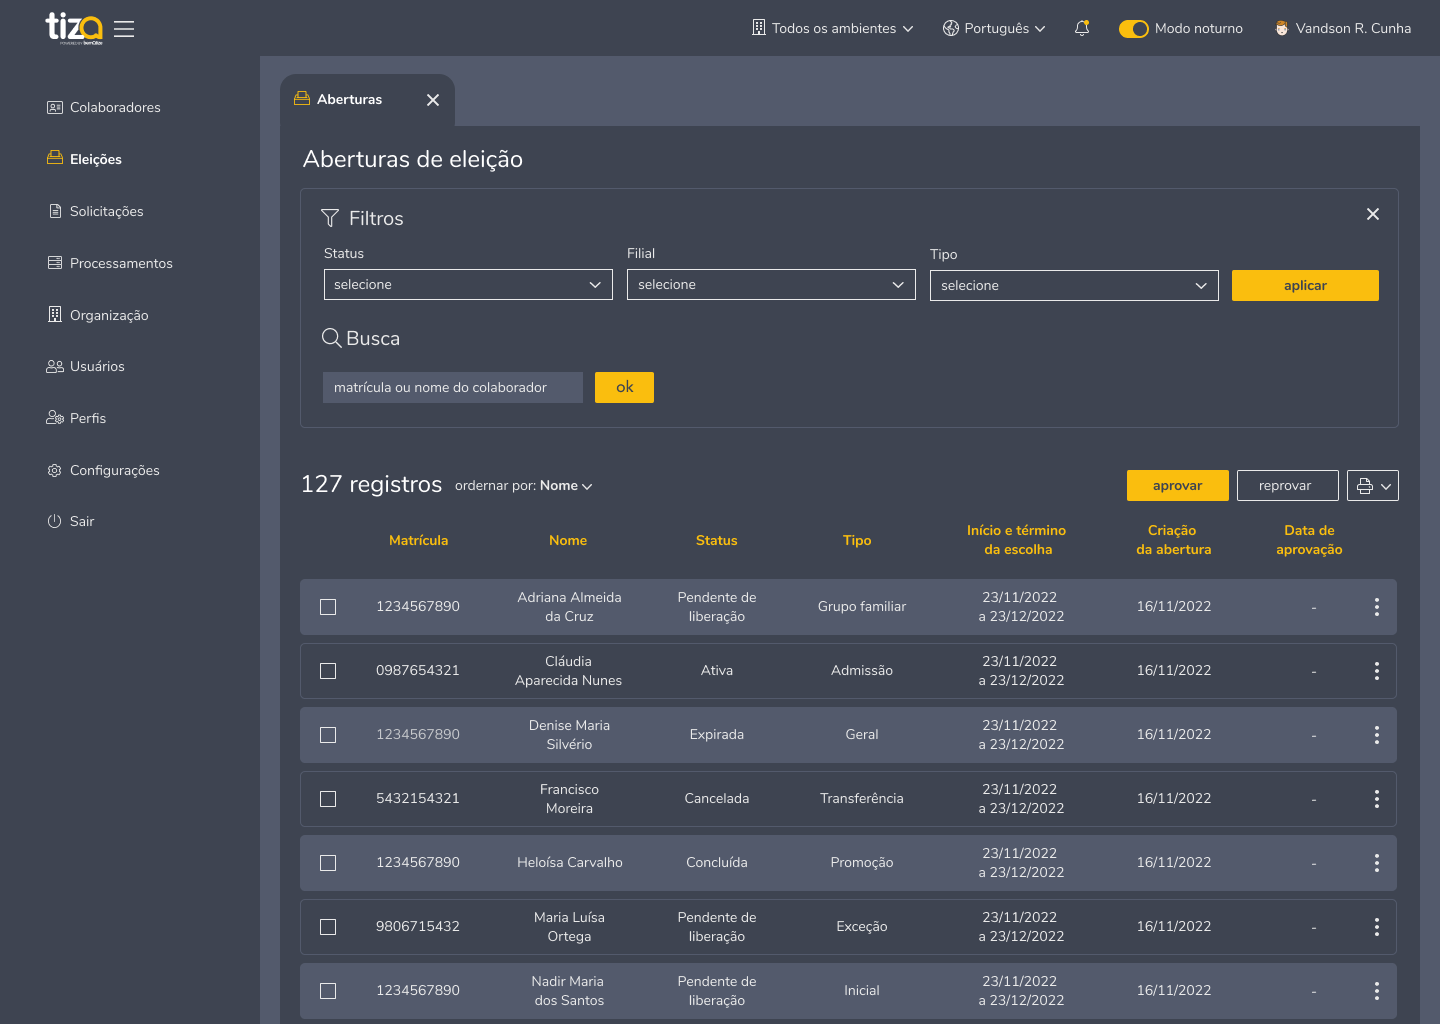 tiza
Todos os ambientes
Português
Modo noturno
Vandson R. Cunha
Colaboradores
Eleições
Solicitações
Processamentos
Organização
Usuários
Perfis
Configurações
Sair
Aberturas
Aberturas de eleição
Filtros
Status
Filial
Tipo
selecione
selecione
selecione
aplicar
Busca
matrícula ou nome do colaborador
ok
127 registros
ordernar por: Nome
aprovar
reprovar
Matrícula
Nome
Status
Tipo
Início e término
da escolha
Criação
da abertura
Data de
aprovação
1234567890
Adriana Almeida
da Cruz
Pendente de
liberação
Grupo familiar
23/11/2022
a 23/12/2022
16/11/2022
-
0987654321
Cláudia
Aparecida Nunes
Ativa
Admissão
23/11/2022
a 23/12/2022
16/11/2022
-
1234567890
Denise Maria
Silvério
Expirada
Geral
23/11/2022
a 23/12/2022
16/11/2022
-
5432154321
Francisco
Moreira
Cancelada
Transferência
23/11/2022
a 23/12/2022
16/11/2022
-
1234567890
Heloísa Carvalho
Concluída
Promoção
23/11/2022
a 23/12/2022
16/11/2022
-
9806715432
Maria Luísa
Ortega
Pendente de
liberação
Exceção
23/11/2022
a 23/12/2022
16/11/2022
-
1234567890
Nadir Maria
dos Santos
Pendente de
liberação
Inicial
23/11/2022
a 23/12/2022
16/11/2022
-